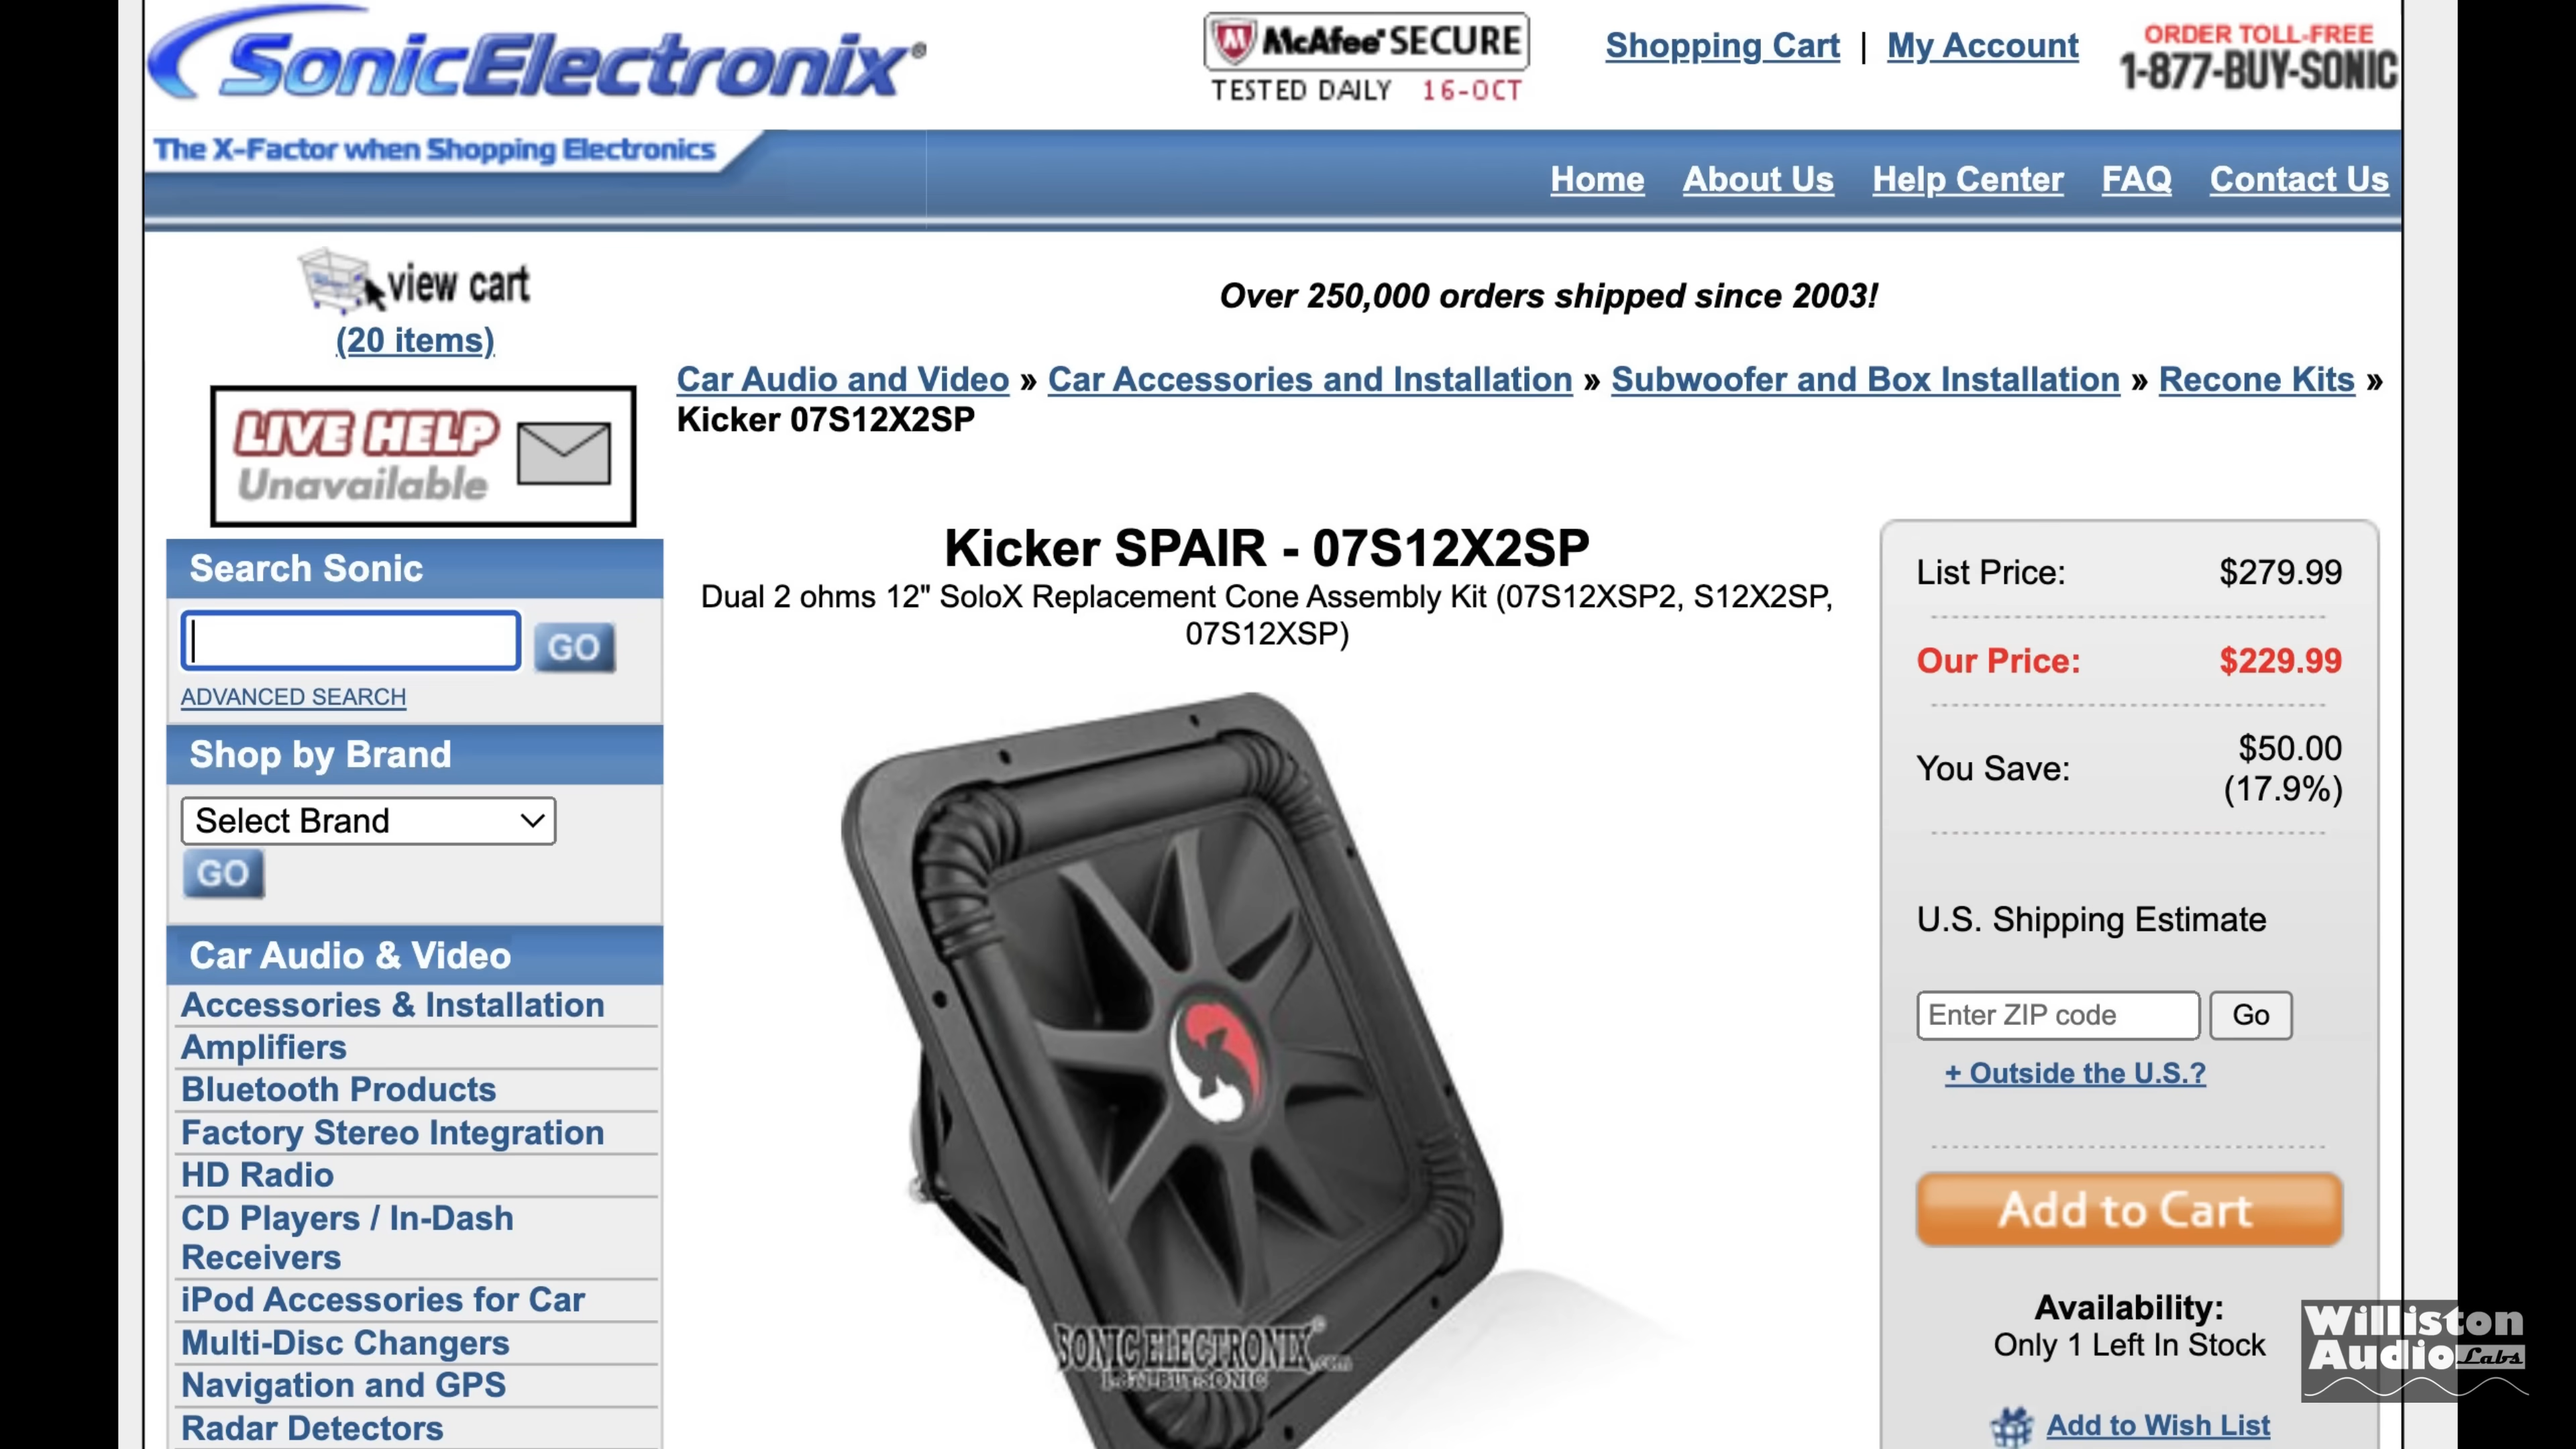 SonicElectronix®
McAfee® SECURE
TESTED DAILY 16-OCT
Shopping Cart | My Account
ORDER TOLL-FREE
1-877-BUY-SONIC
The X-Factor when Shopping Electronics
Home About Us Help Center FAQ Contact Us
view cart
(20 items)
Over 250,000 orders shipped since 2003!
LIVE HELP
Unavailable
Car Audio and Video » Car Accessories and Installation » Subwoofer and Box Installation » Recone Kits »
Kicker 07S12X2SP
Search Sonic
GO
ADVANCED SEARCH
Shop by Brand
Select Brand
GO
Car Audio & Video
Accessories & Installation
Amplifiers
Bluetooth Products
Factory Stereo Integration
HD Radio
CD Players / In-Dash
Receivers
iPod Accessories for Car
Multi-Disc Changers
Navigation and GPS
Radar Detectors
Kicker SPAIR - 07S12X2SP
Dual 2 ohms 12" SoloX Replacement Cone Assembly Kit (07S12XSP2, S12X2SP,
07S12XSP)
SONIC ELECTRONIX.com
1-877-BUY-SONIC
List Price: $279.99
Our Price: $229.99
You Save: $50.00
(17.9%)
U.S. Shipping Estimate
Enter ZIP code Go
+ Outside the U.S.?
Add to Cart
Availability:
Only 1 Left In Stock
Add to Wish List
Williston
Audio Labs